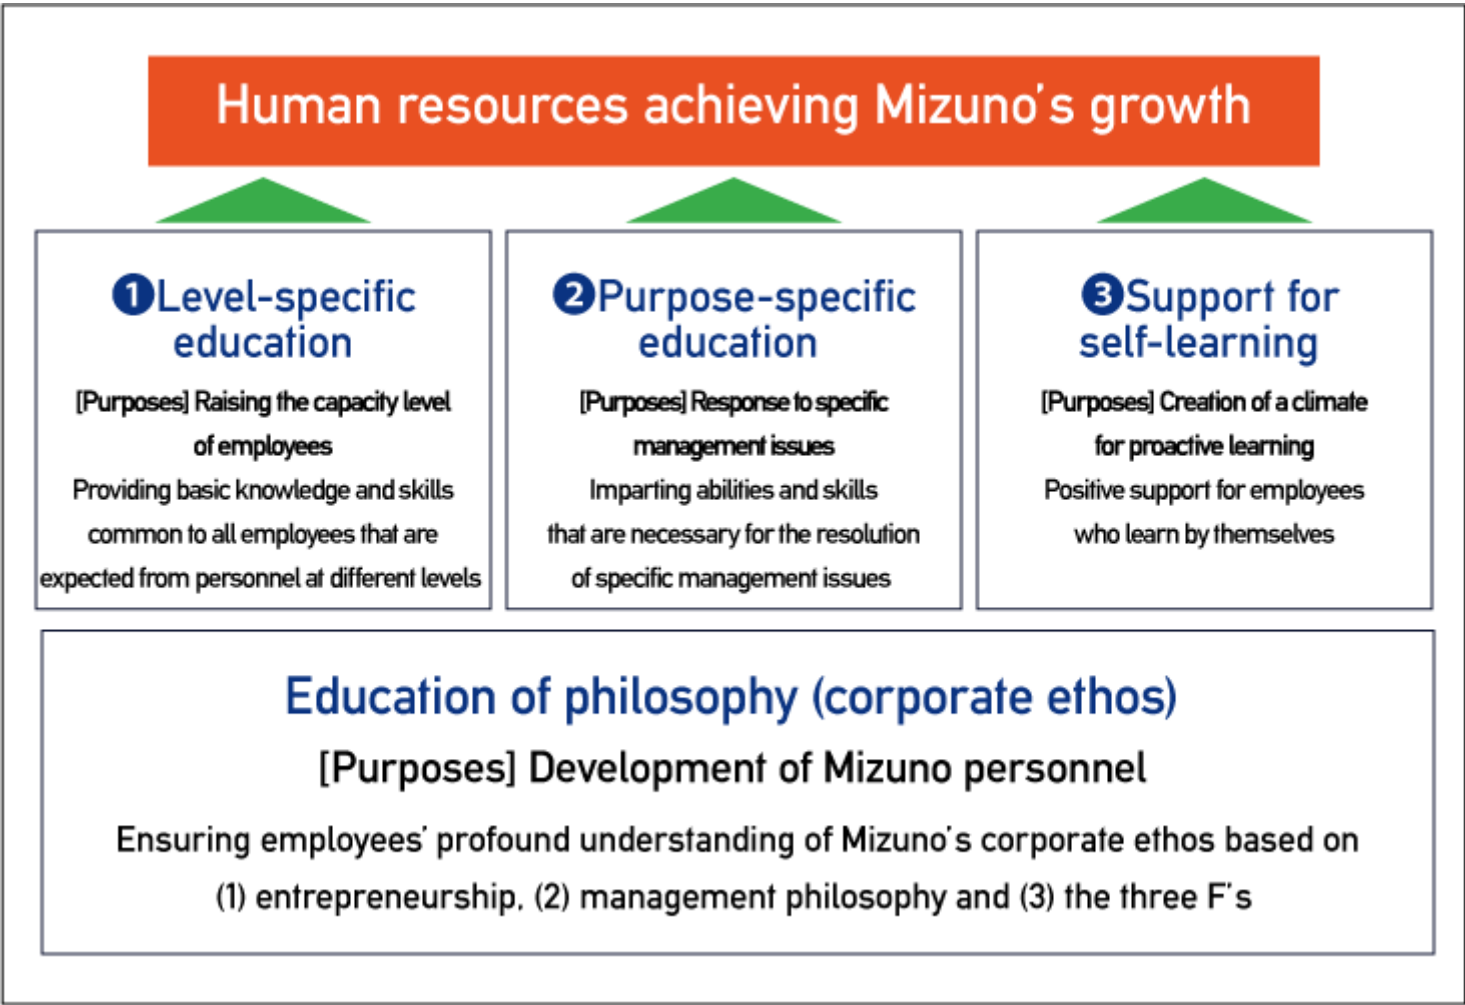 Human resources achieving Mizuno's growth
❶Level-specific
education
[Purposes] Raising the capacity level
of employees
Providing basic knowledge and skills
common to all employees that are
expected from personnel at different levels
❷Purpose-specific
education
[Purposes] Response to specific
management issues
Imparting abilities and skills
that are necessary for the resolution
of specific management issues
❸Support for
self-learning
[Purposes] Creation of a climate
for proactive learning
Positive support for employees
who learn by themselves
Education of philosophy (corporate ethos)
[Purposes] Development of Mizuno personnel
Ensuring employees' profound understanding of Mizuno's corporate ethos based on
(1) entrepreneurship, (2) management philosophy and (3) the three F's